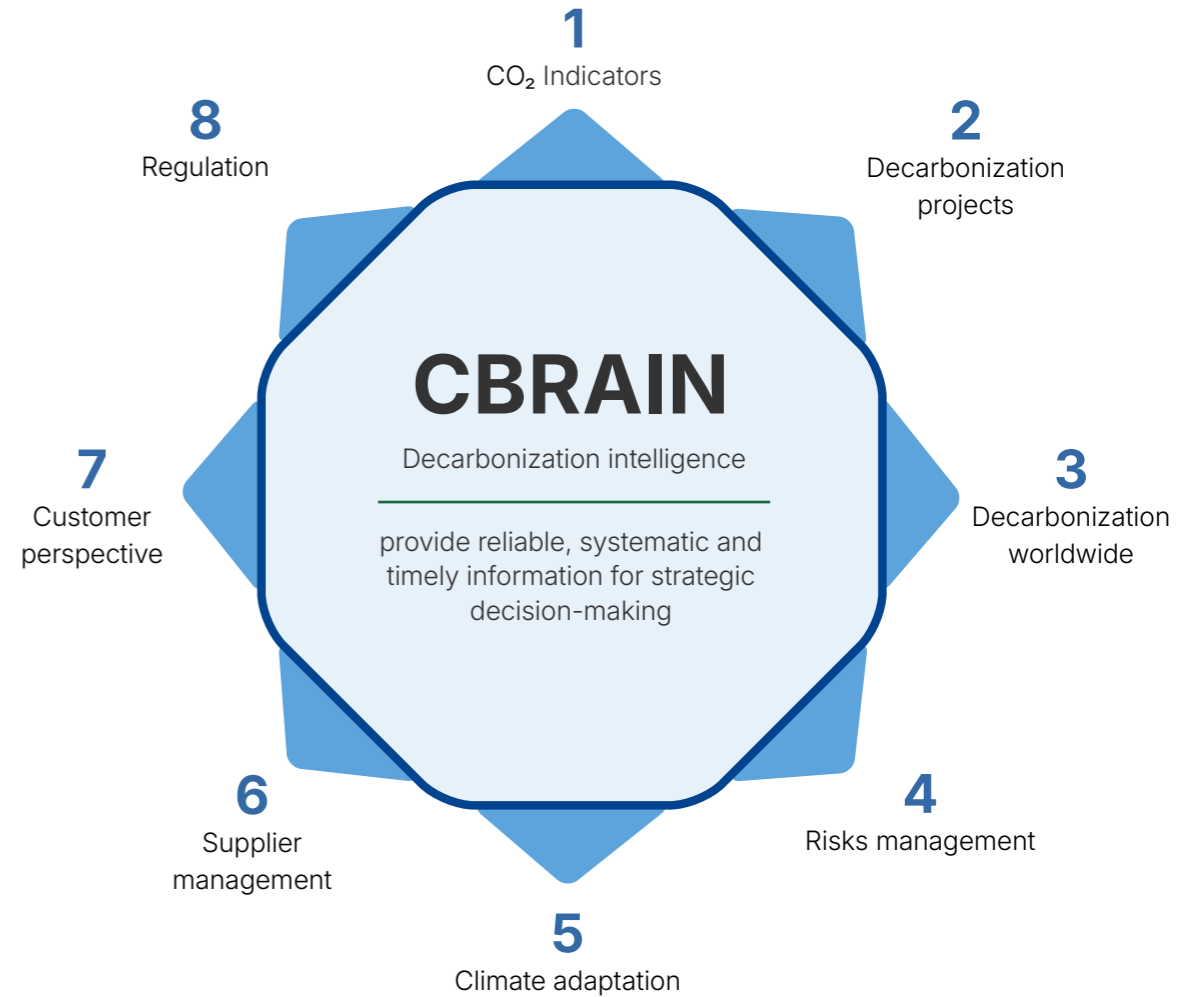 1
CO₂ Indicators
2
Decarbonization
projects
3
Decarbonization
worldwide
4
Risks management
5
Climate adaptation
6
Supplier
management
7
Customer
perspective
8
Regulation
CBRAIN
Decarbonization intelligence
provide reliable, systematic and
timely information for strategic
decision-making